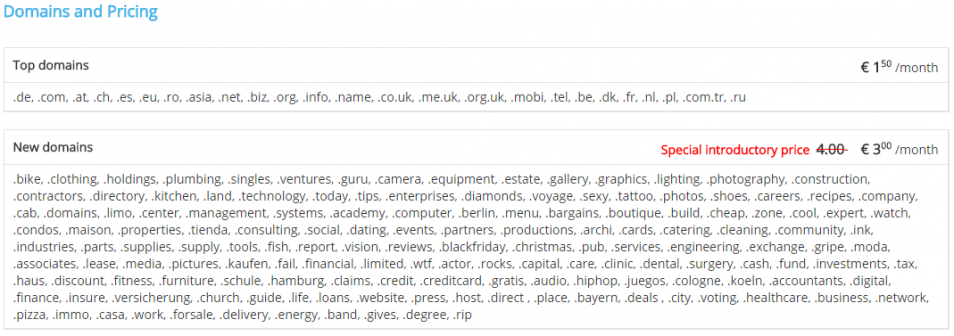 Domains and Pricing
Top domains € 1⁵⁰ /month
.de, .com, .at, .ch, .es, .eu, .ro, .asia, .net, .biz, .org, .info, .name, .co.uk, .me.uk, .org.uk, .mobi, .tel, .be, .dk, .fr, .nl, .pl, .com.tr, .ru
New domains Special introductory price 4.00 € 3⁰⁰ /month
.bike, .clothing, .holdings, .plumbing, .singles, .ventures, .guru, .camera, .equipment, .estate, .gallery, .graphics, .lighting, .photography, .construction,
.contractors, .directory, .kitchen, .land, .technology, .today, .tips, .enterprises, .diamonds, .voyage, .sexy, .tattoo, .photos, .shoes, .careers, .recipes, .company,
.cab, .domains, .limo, .center, .management, .systems, .academy, .computer, .berlin, .menu, .bargains, .boutique, .build, .cheap, .zone, .cool, .expert, .watch,
.condos, .maison, .properties, .tienda, .consulting, .social, .dating, .events, .partners, .productions, .archi, .cards, .catering, .cleaning, .community, .ink,
.industries, .parts, .supplies, .supply, .tools, .fish, .report, .vision, .reviews, .blackfriday, .christmas, .pub, .services, .engineering, .exchange, .gripe, .moda,
.associates, .lease, .media, .pictures, .kaufen, .fail, .financial, .limited, .wtf, .actor, .rocks, .capital, .care, .clinic, .dental, .surgery, .cash, .fund, .investments, .tax,
.haus, .discount, .fitness, .furniture, .schule, .hamburg, .claims, .credit, .creditcard, .gratis, .audio, .hiphop, .juegos, .cologne, .koeln, .accountants, .digital,
.finance, .insure, .versicherung, .church, .guide, .life, .loans, .website, .press, .host, .direct , .place, .bayern, .deals , .city, .voting, .healthcare, .business, .network,
.pizza, .immo, .casa, .work, .forsale, .delivery, .energy, .band, .gives, .degree, .rip